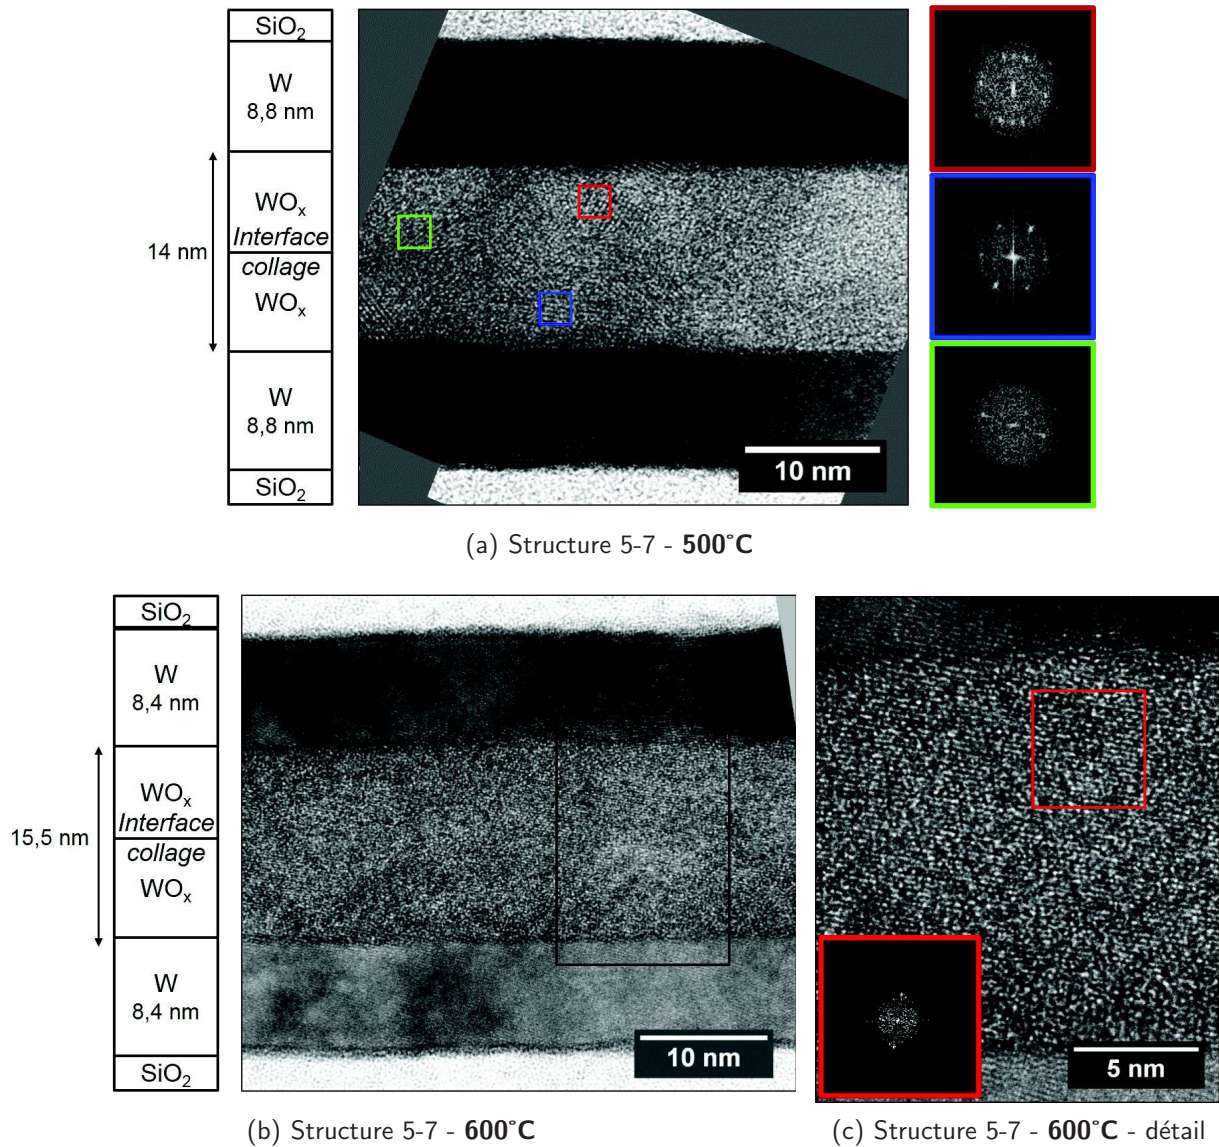 SiO₂
W
8,8 nm
14 nm
WOₓ
Interface
collage
WOₓ
W
8,8 nm
SiO₂
10 nm
(a) Structure 5-7 - 500°C
SiO₂
W
8,4 nm
15,5 nm
WOₓ
Interface
collage
WOₓ
W
8,4 nm
SiO₂
10 nm
5 nm
(b) Structure 5-7 - 600°C
(c) Structure 5-7 - 600°C - détail